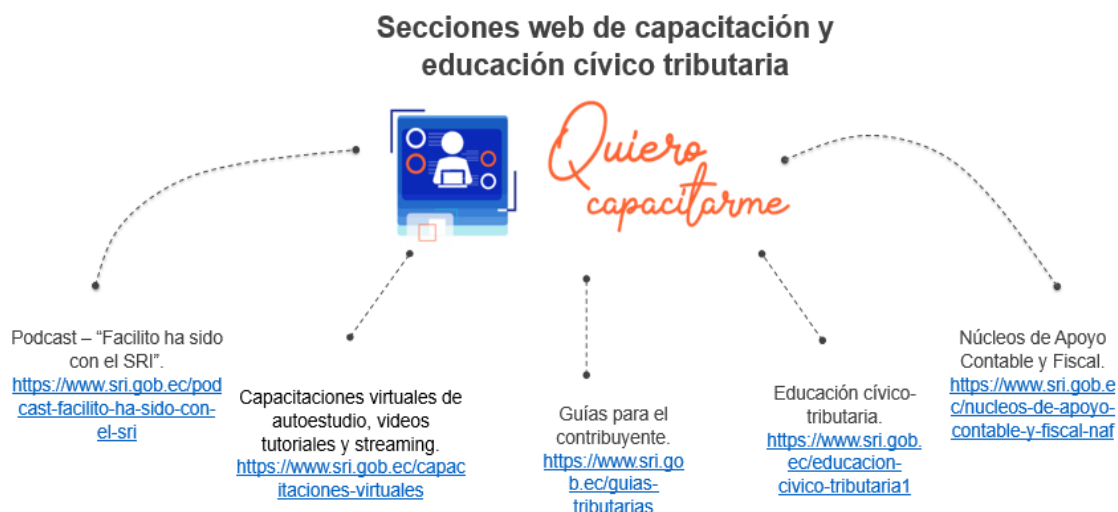 Secciones web de capacitación y
educación cívico tributaria
Quiero
capacitarme
Podcast – “Facilito ha sido
con el SRI”.
https://www.sri.gob.ec/pod
cast-facilito-ha-sido-con-
el-sri
Capacitaciones virtuales de
autoestudio, videos
tutoriales y streaming.
https://www.sri.gob.ec/capac
itaciones-virtuales
Guías para el
contribuyente.
https://www.sri.go
b.ec/guias-
tributarias
Educación cívico-
tributaria.
https://www.sri.gob.
ec/educacion-
civico-tributaria1
Núcleos de Apoyo
Contable y Fiscal.
https://www.sri.gob.e
c/nucleos-de-apoyo-
contable-y-fiscal-naf